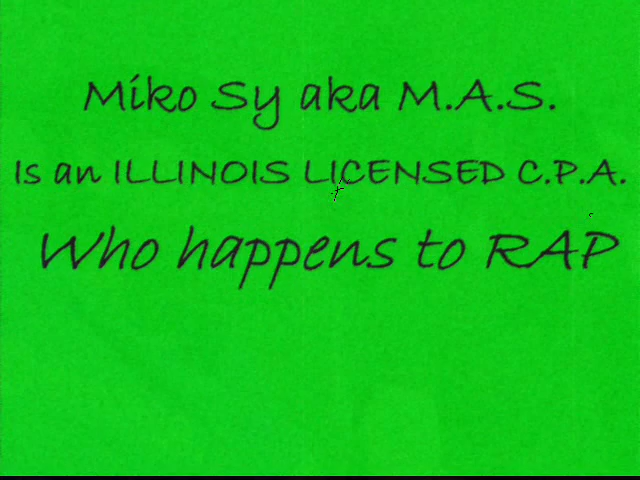 Miko Sy aka M.A.S.
Is an ILLINOIS LICENSED C.P.A.
Who happens to RAP